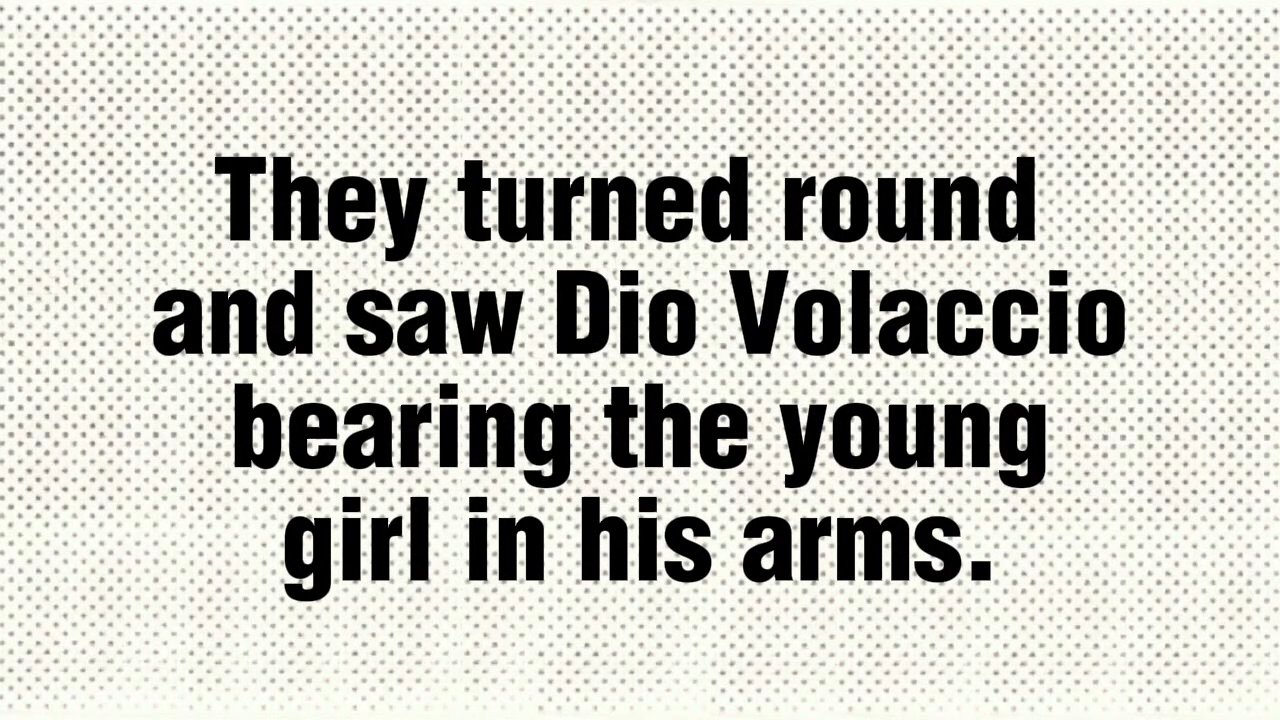 They turned round
and saw Dio Volaccio
bearing the young
girl in his arms.